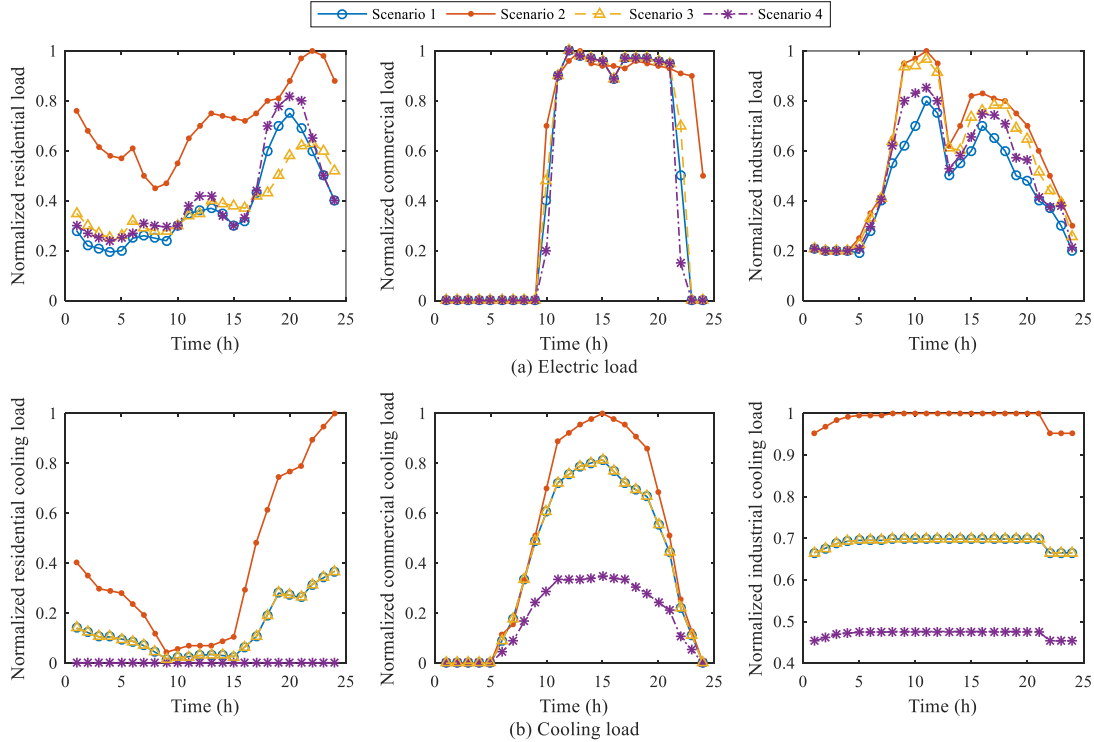 Scenario 1 Scenario 2 Scenario 3 Scenario 4
Normalized residential load
1
0.8
0.6
0.4
0.2
0
0 5 10 15 20 25
Time (h)
Normalized commercial load
1
0.8
0.6
0.4
0.2
0
0 5 10 15 20 25
Time (h)
Normalized industrial load
1
0.8
0.6
0.4
0.2
0
0 5 10 15 20 25
Time (h)
(a) Electric load
Normalized residential cooling load
1
0.8
0.6
0.4
0.2
0
0 5 10 15 20 25
Time (h)
Normalized commercial cooling load
1
0.8
0.6
0.4
0.2
0
0 5 10 15 20 25
Time (h)
Normalized industrial cooling load
1
0.9
0.8
0.7
0.6
0.5
0.4
0 5 10 15 20 25
Time (h)
(b) Cooling load